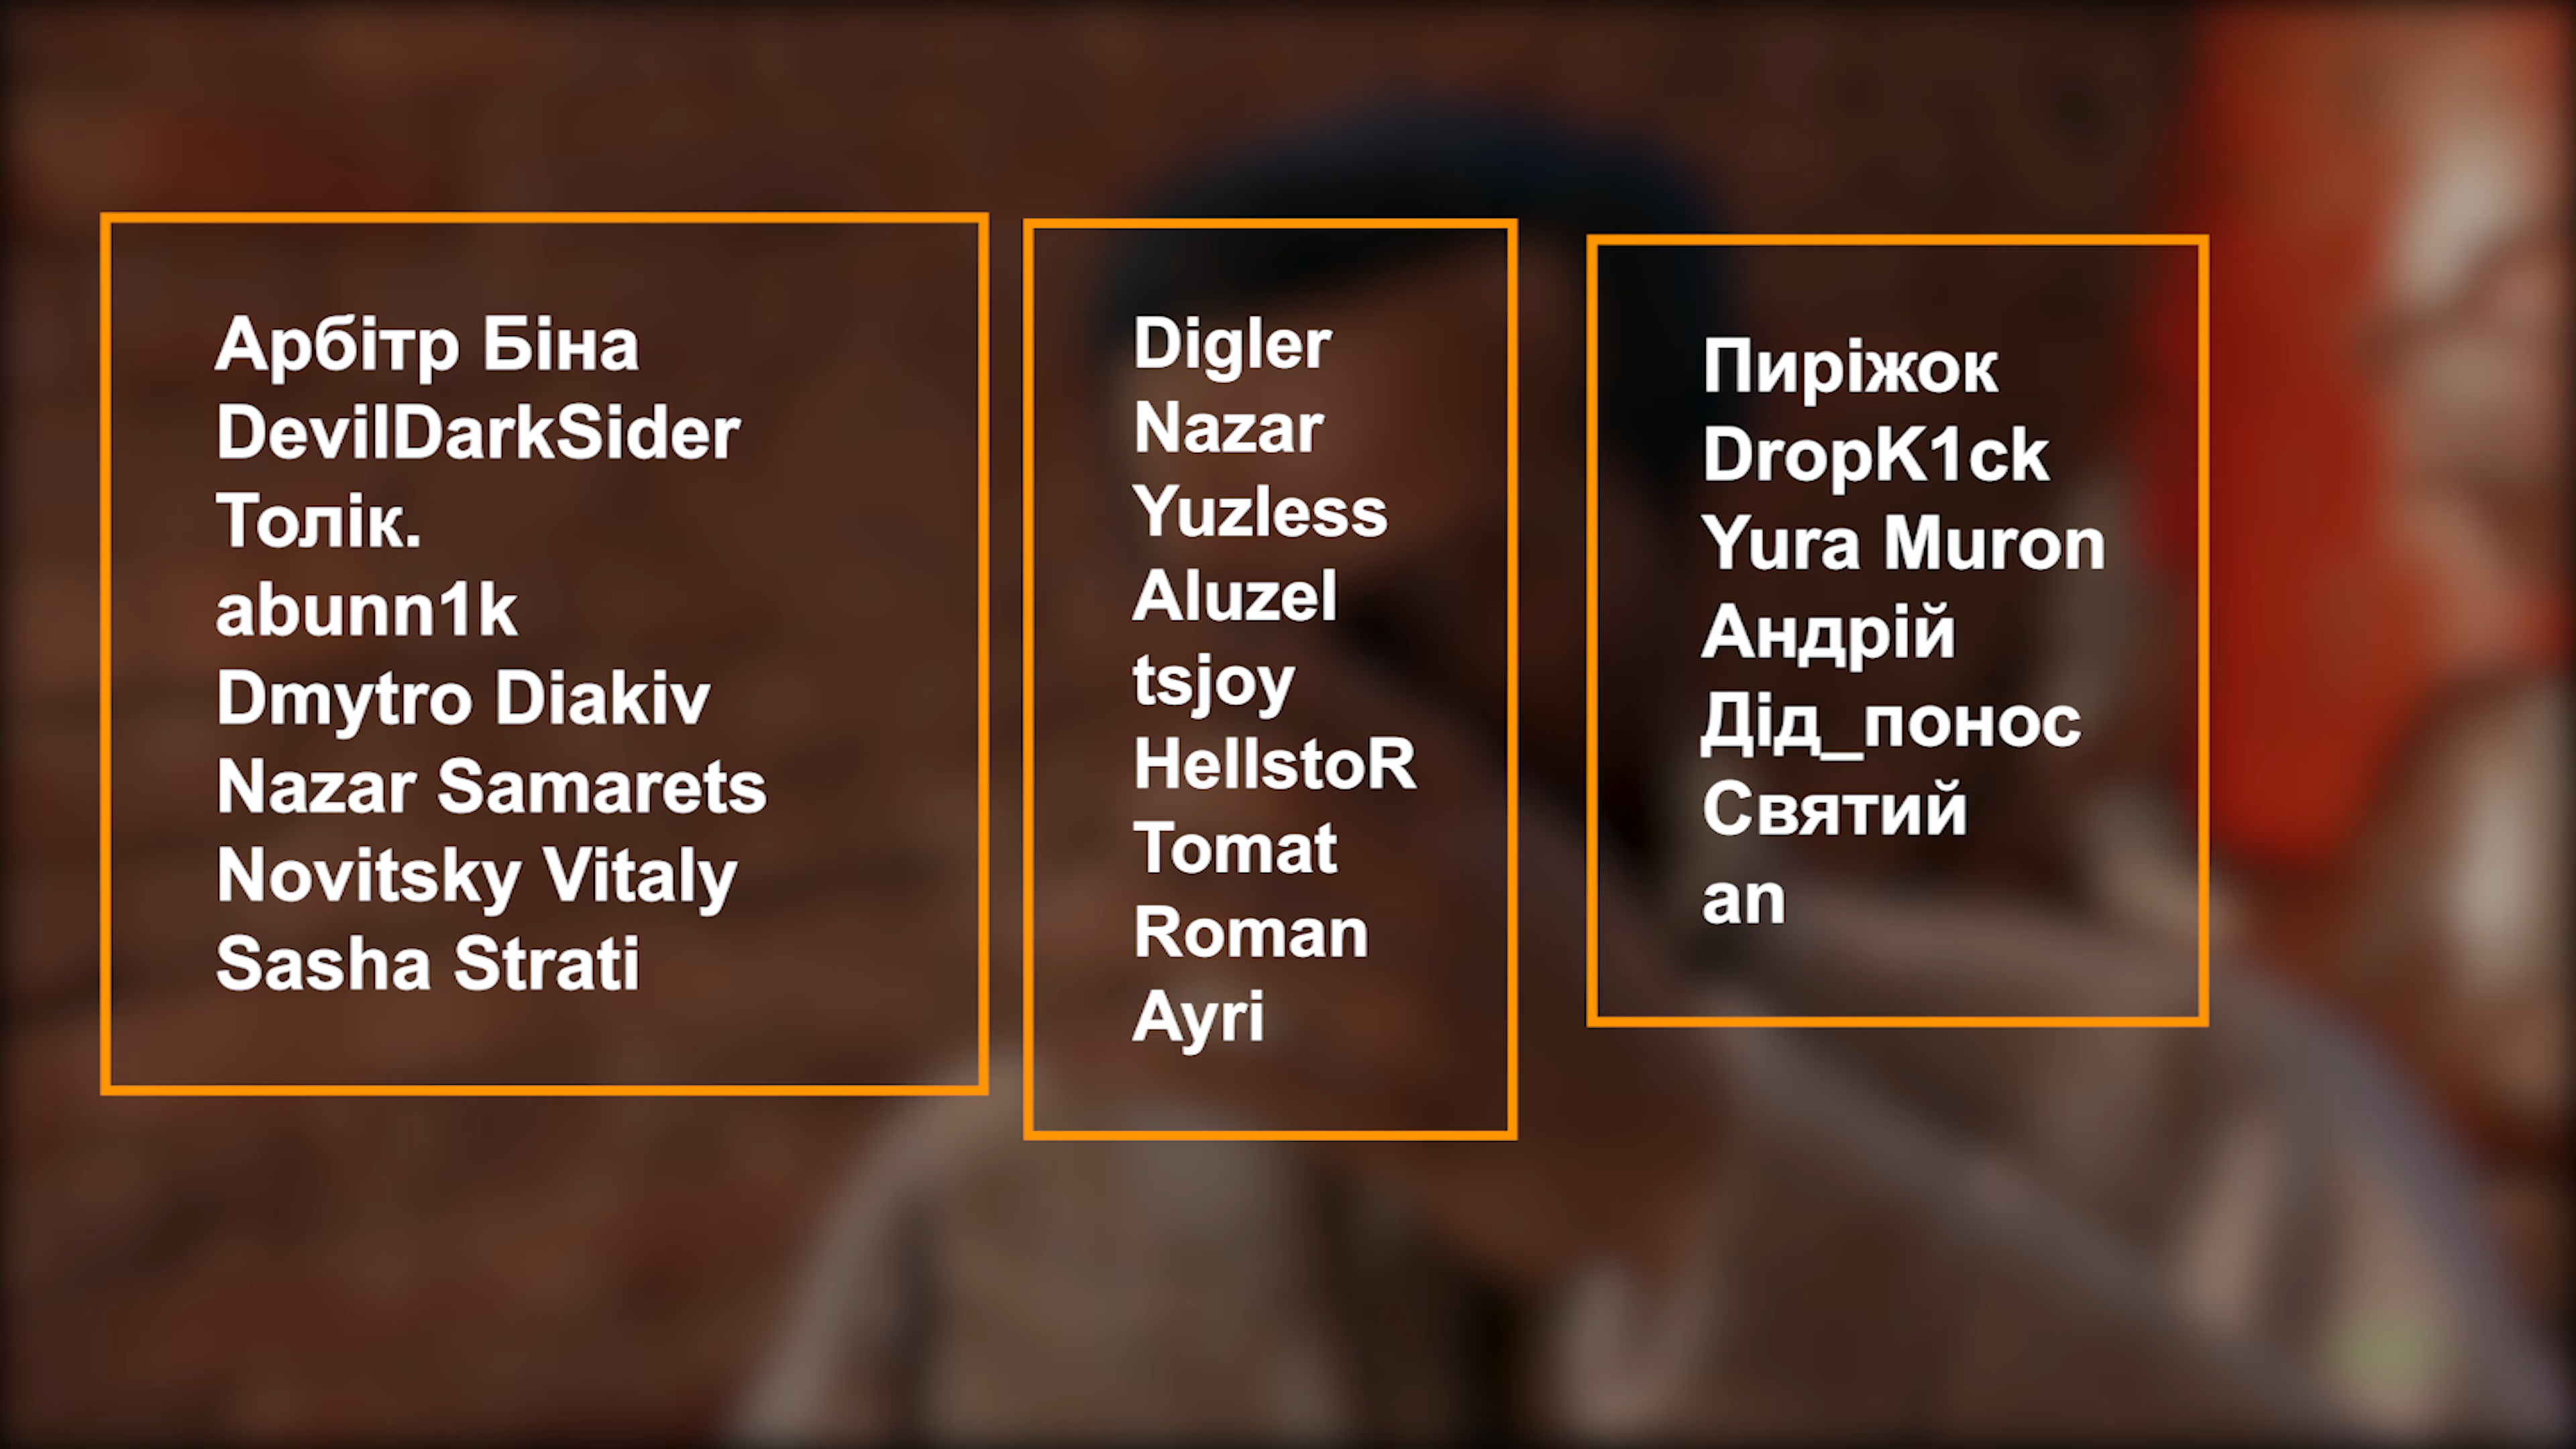 Арбітр Біна
DevilDarkSider
Толік.
abunn1k
Dmytro Diakiv
Nazar Samarets
Novitsky Vitaly
Sasha Strati
Digler
Nazar
Yuzless
Aluzel
tsjoy
HellstoR
Tomat
Roman
Ayri
Пиріжок
DropK1ck
Yura Muron
Андрій
Дід_понос
Святий
an